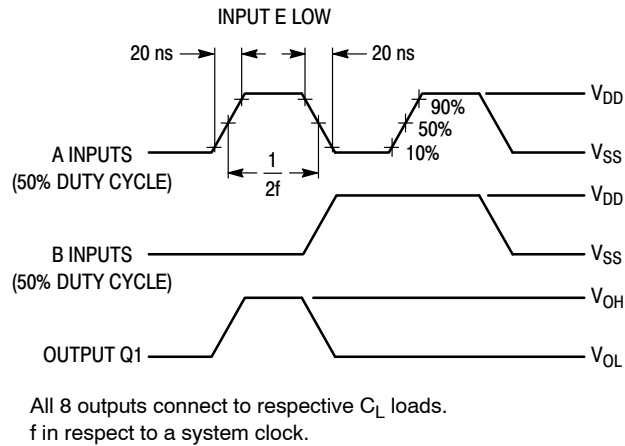 INPUT E LOW
20 ns
20 ns
V_DD
90%
50%
10%
V_SS
A INPUTS
(50% DUTY CYCLE)
1
2f
V_DD
B INPUTS
(50% DUTY CYCLE)
V_SS
V_OH
OUTPUT Q1
V_OL
All 8 outputs connect to respective C_L loads.
f in respect to a system clock.